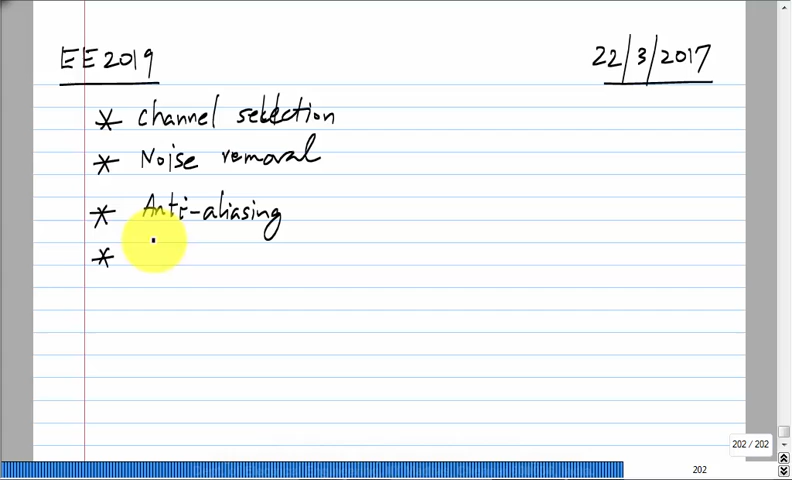 EE2019 22/3/2017
* Channel selection
* Noise removal
* Anti-aliasing
*
202 / 202
202